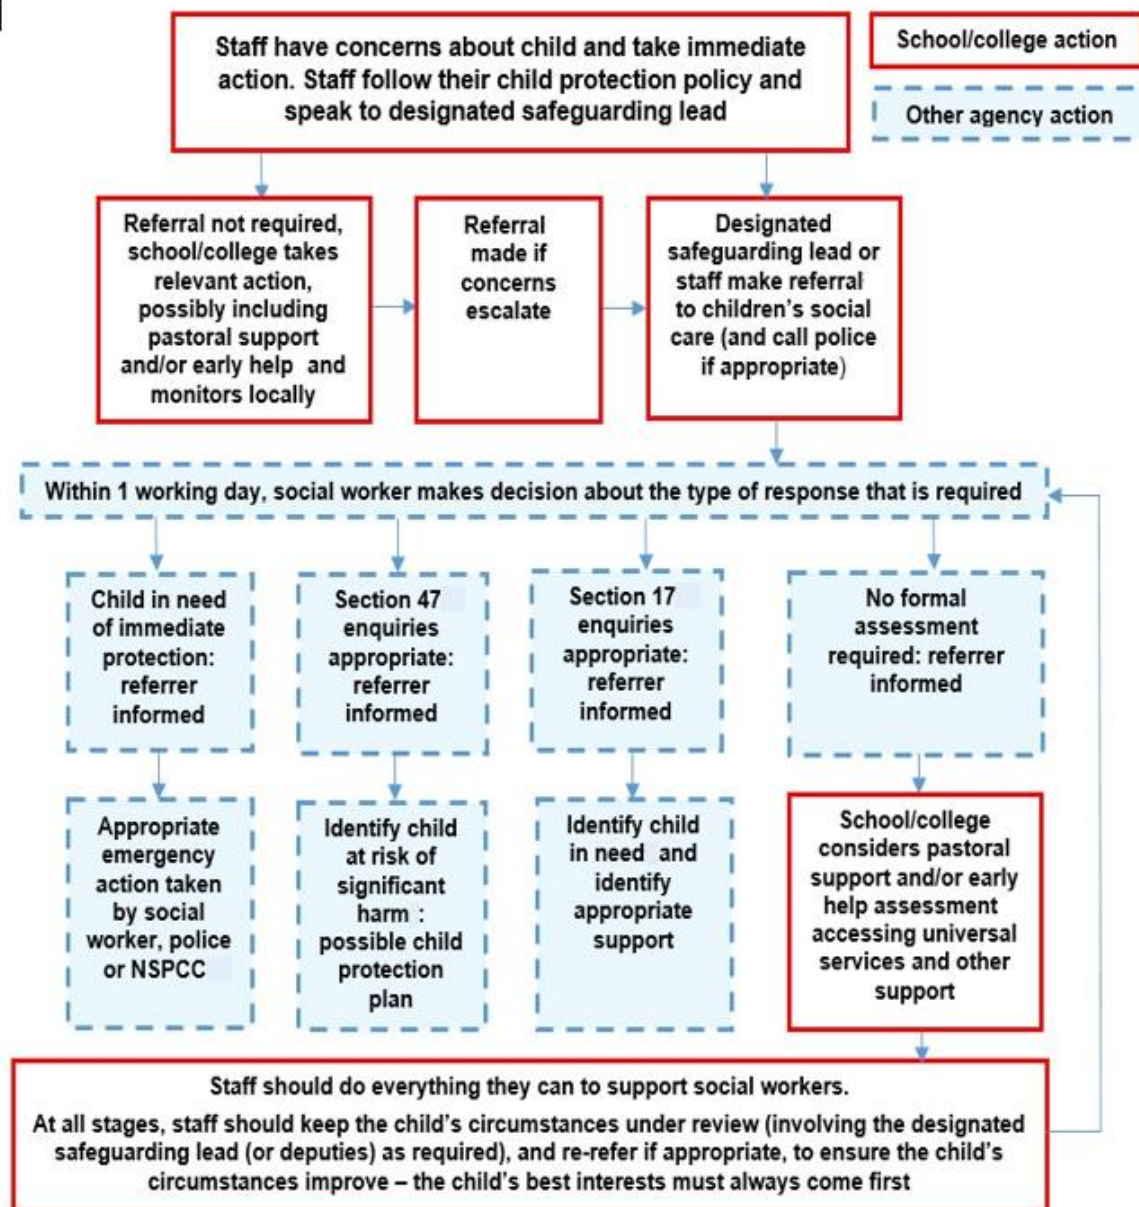 Staff have concerns about child and take immediate
action. Staff follow their child protection policy and
speak to designated safeguarding lead
School/college action
Other agency action
Referral not required,
school/college takes
relevant action,
possibly including
pastoral support
and/or early help and
monitors locally
Referral
made if
concerns
escalate
Designated
safeguarding lead or
staff make referral
to children's social
care (and call police
if appropriate)
Within 1 working day, social worker makes decision about the type of response that is required
Child in need
of immediate
protection:
referrer
informed
Section 47
enquiries
appropriate:
referrer
informed
Section 17
enquiries
appropriate:
referrer
informed
No formal
assessment
required: referrer
informed
Appropriate
emergency
action taken
by social
worker, police
or NSPCC
Identify child
at risk of
significant
harm :
possible child
protection
plan
Identify child
in need and
identify
appropriate
support
School/college
considers pastoral
support and/or early
help assessment
accessing universal
services and other
support
Staff should do everything they can to support social workers.
At all stages, staff should keep the child's circumstances under review (involving the designated
safeguarding lead (or deputies) as required), and re-refer if appropriate, to ensure the child's
circumstances improve – the child's best interests must always come first